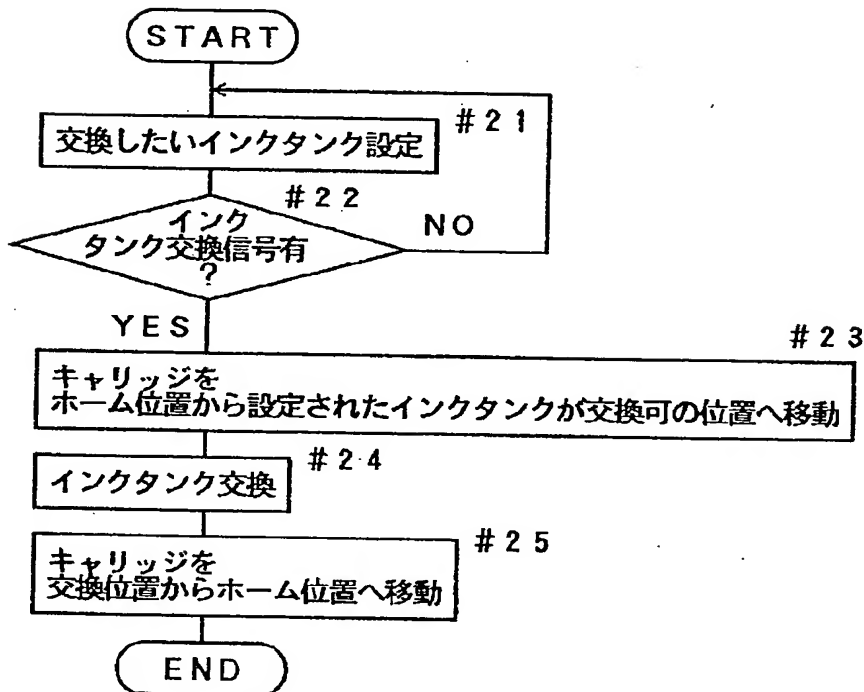 START
#21
交換したいインクタンク設定
#22
インク
タンク交換信号有
?
NO
YES
#23
キャリッジを
ホーム位置から設定されたインクタンクが交換可の位置へ移動
#24
インクタンク交換
#25
キャリッジを
交換位置からホーム位置へ移動
END